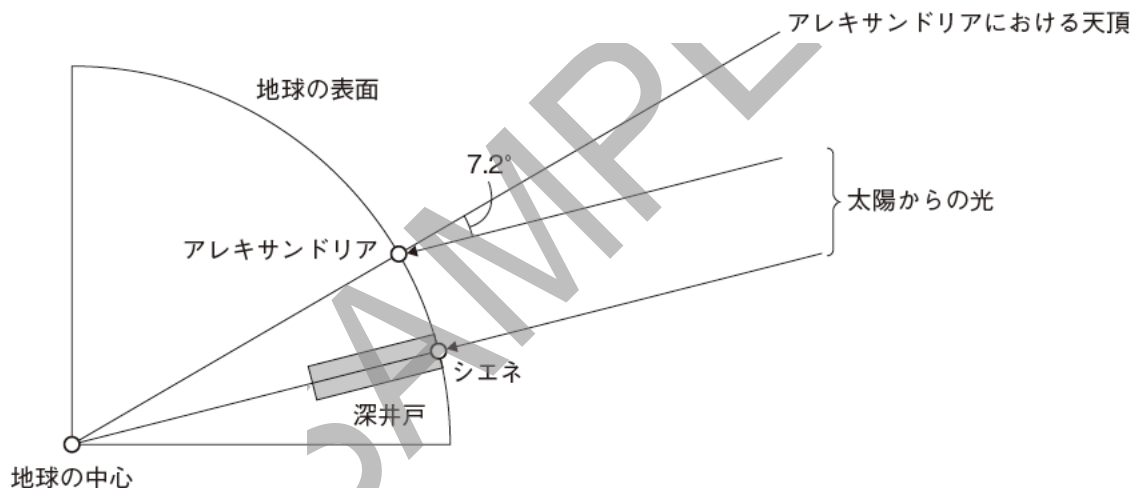 アレキサンドリアにおける天頂
地球の表面
7.2°
太陽からの光
アレキサンドリア
シエネ
深井戸
地球の中心
SAMPLE